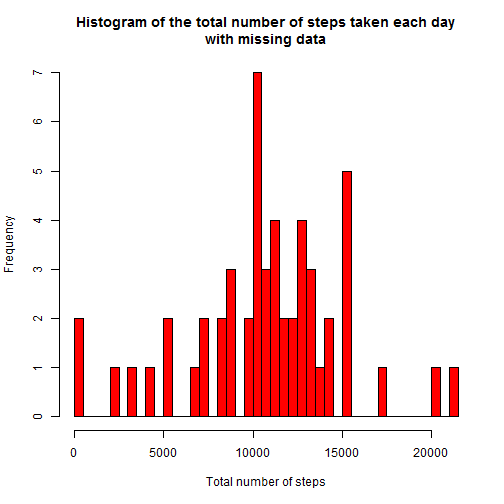 Histogram of the total number of steps taken each day
with missing data
7
6
5
4
3
2
1
0
Frequency
0 5000 10000 15000 20000
Total number of steps